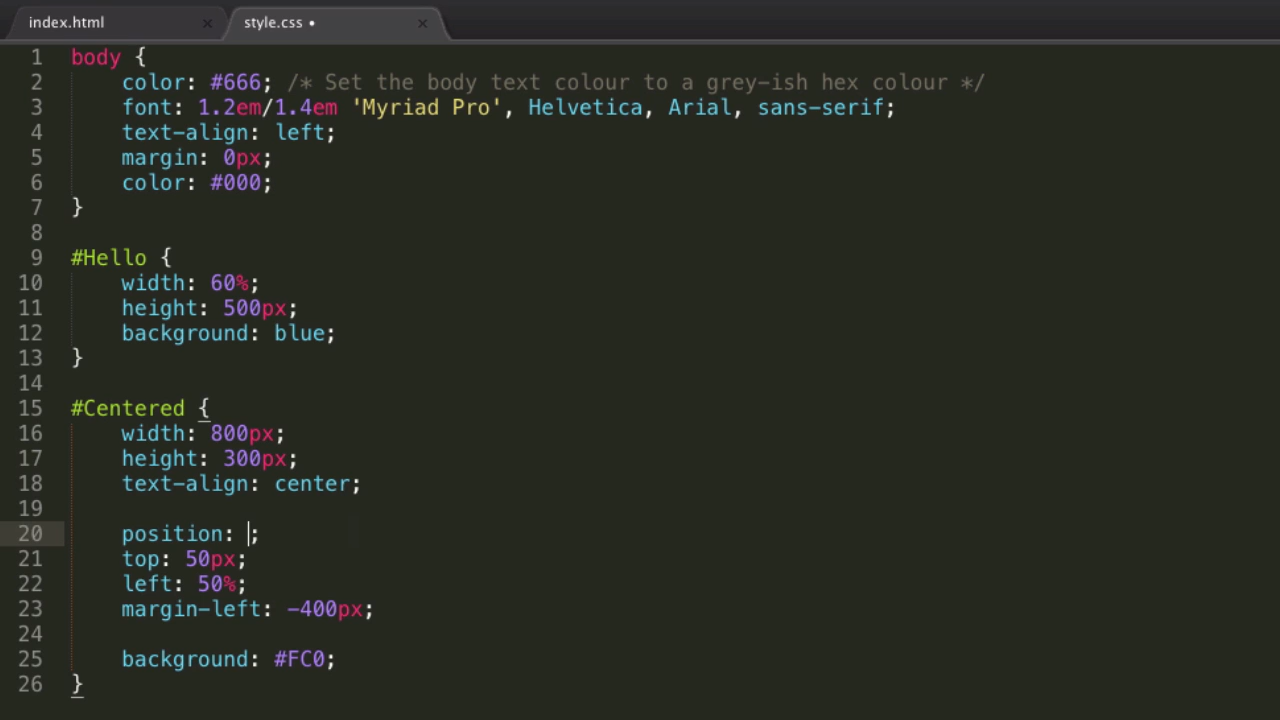 index.html × style.css • ×
1 body {
2 color: #666; /* Set the body text colour to a grey-ish hex colour */
3 font: 1.2em/1.4em 'Myriad Pro', Helvetica, Arial, sans-serif;
4 text-align: left;
5 margin: 0px;
6 color: #000;
7 }
8
9 #Hello {
10 width: 60%;
11 height: 500px;
12 background: blue;
13 }
14
15 #Centered {
16 width: 800px;
17 height: 300px;
18 text-align: center;
19
20 position: ;
21 top: 50px;
22 left: 50%;
23 margin-left: -400px;
24
25 background: #FC0;
26 }